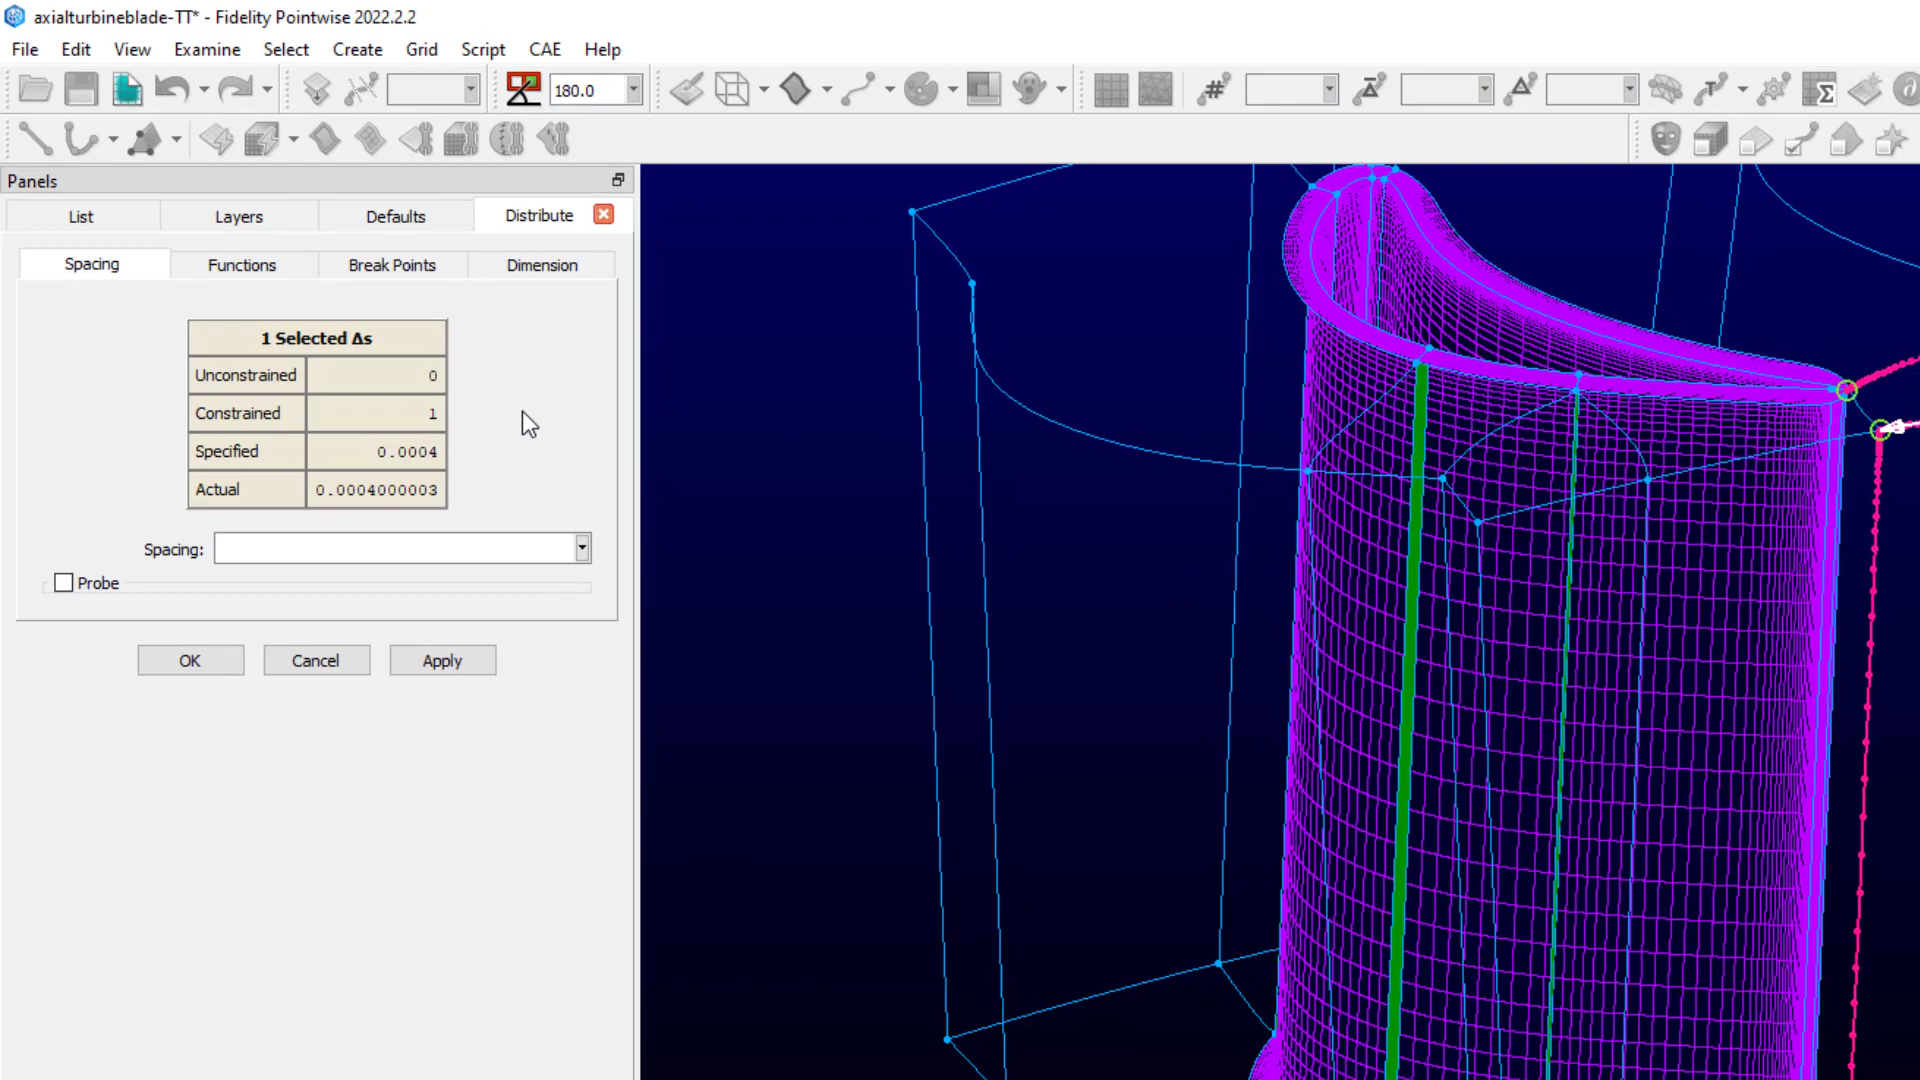 axialturbineblade-TT* - Fidelity Pointwise 2022.2.2
File Edit View Examine Select Create Grid Script CAE Help
180.0
Panels
List Layers Defaults Distribute
Spacing Functions Break Points Dimension
1 Selected Δs
Unconstrained 0
Constrained 1
Specified 0.0004
Actual 0.0004000003
Spacing:
Probe
OK Cancel Apply